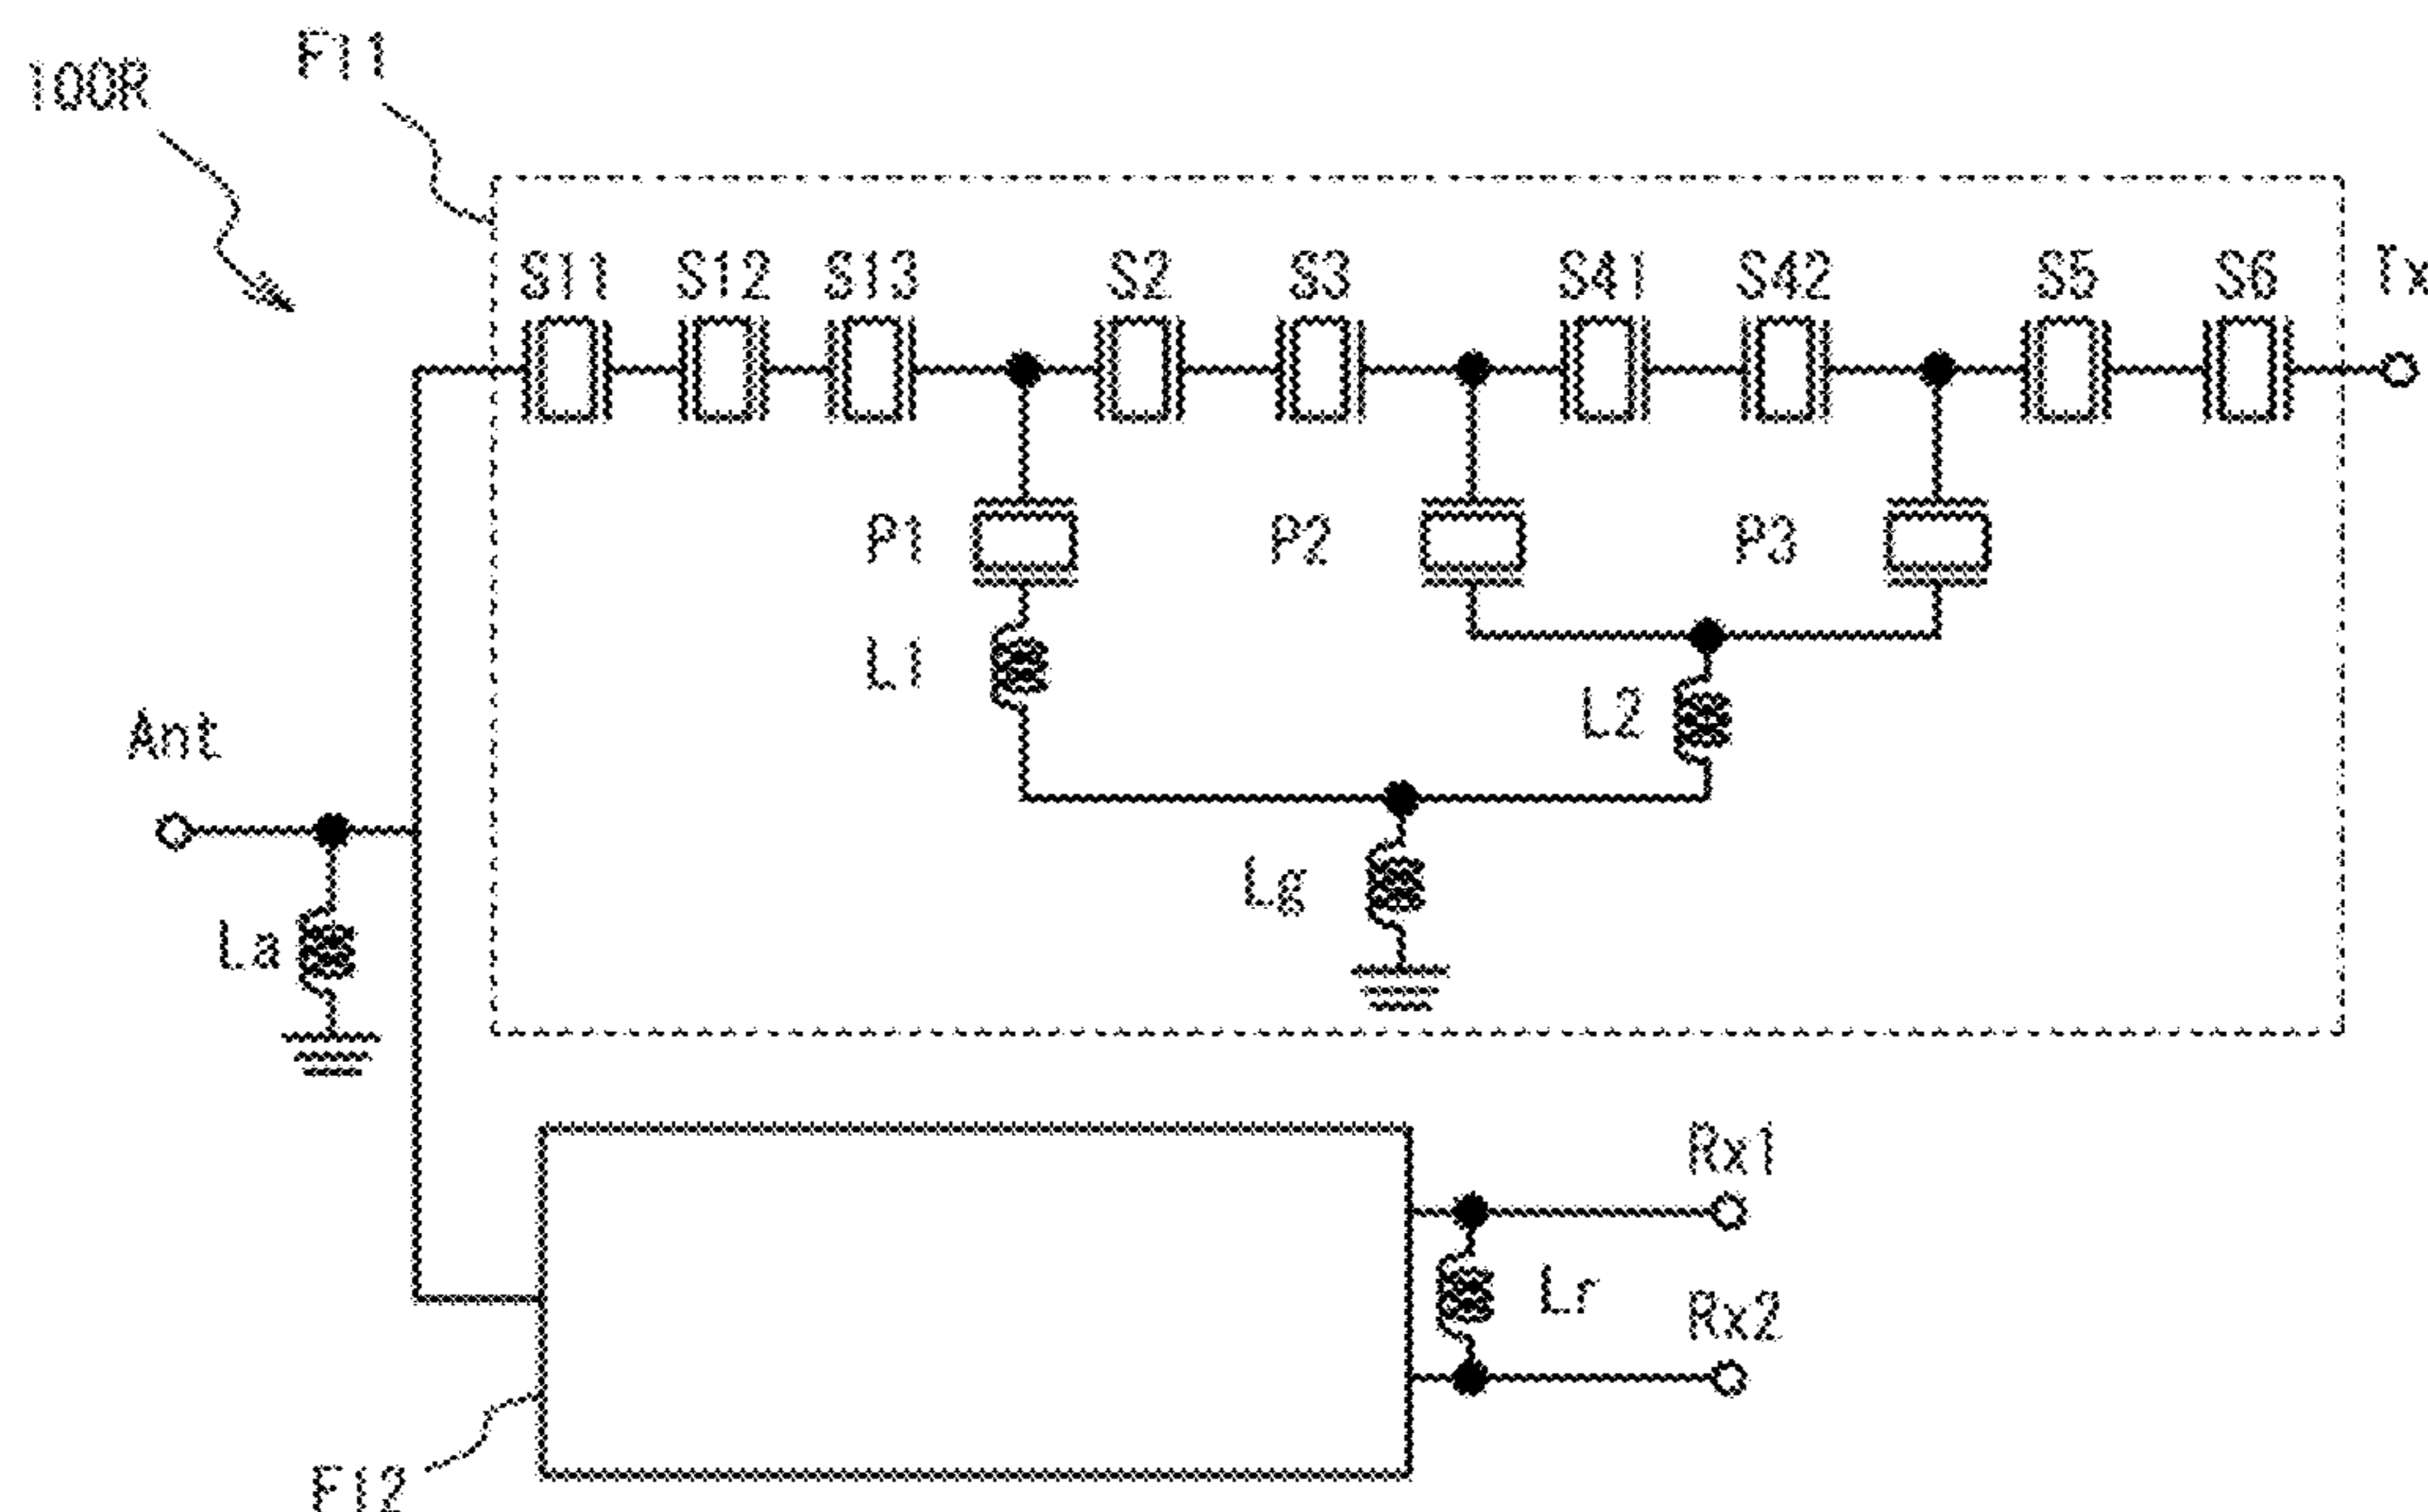 100R
F11
S11 S12 S13 S2 S3 S41 S42 S5 S6 Tx
P1 P2 P3
L1
L2
Ant
Lg
La
Rx1
Lr
Rx2
F12